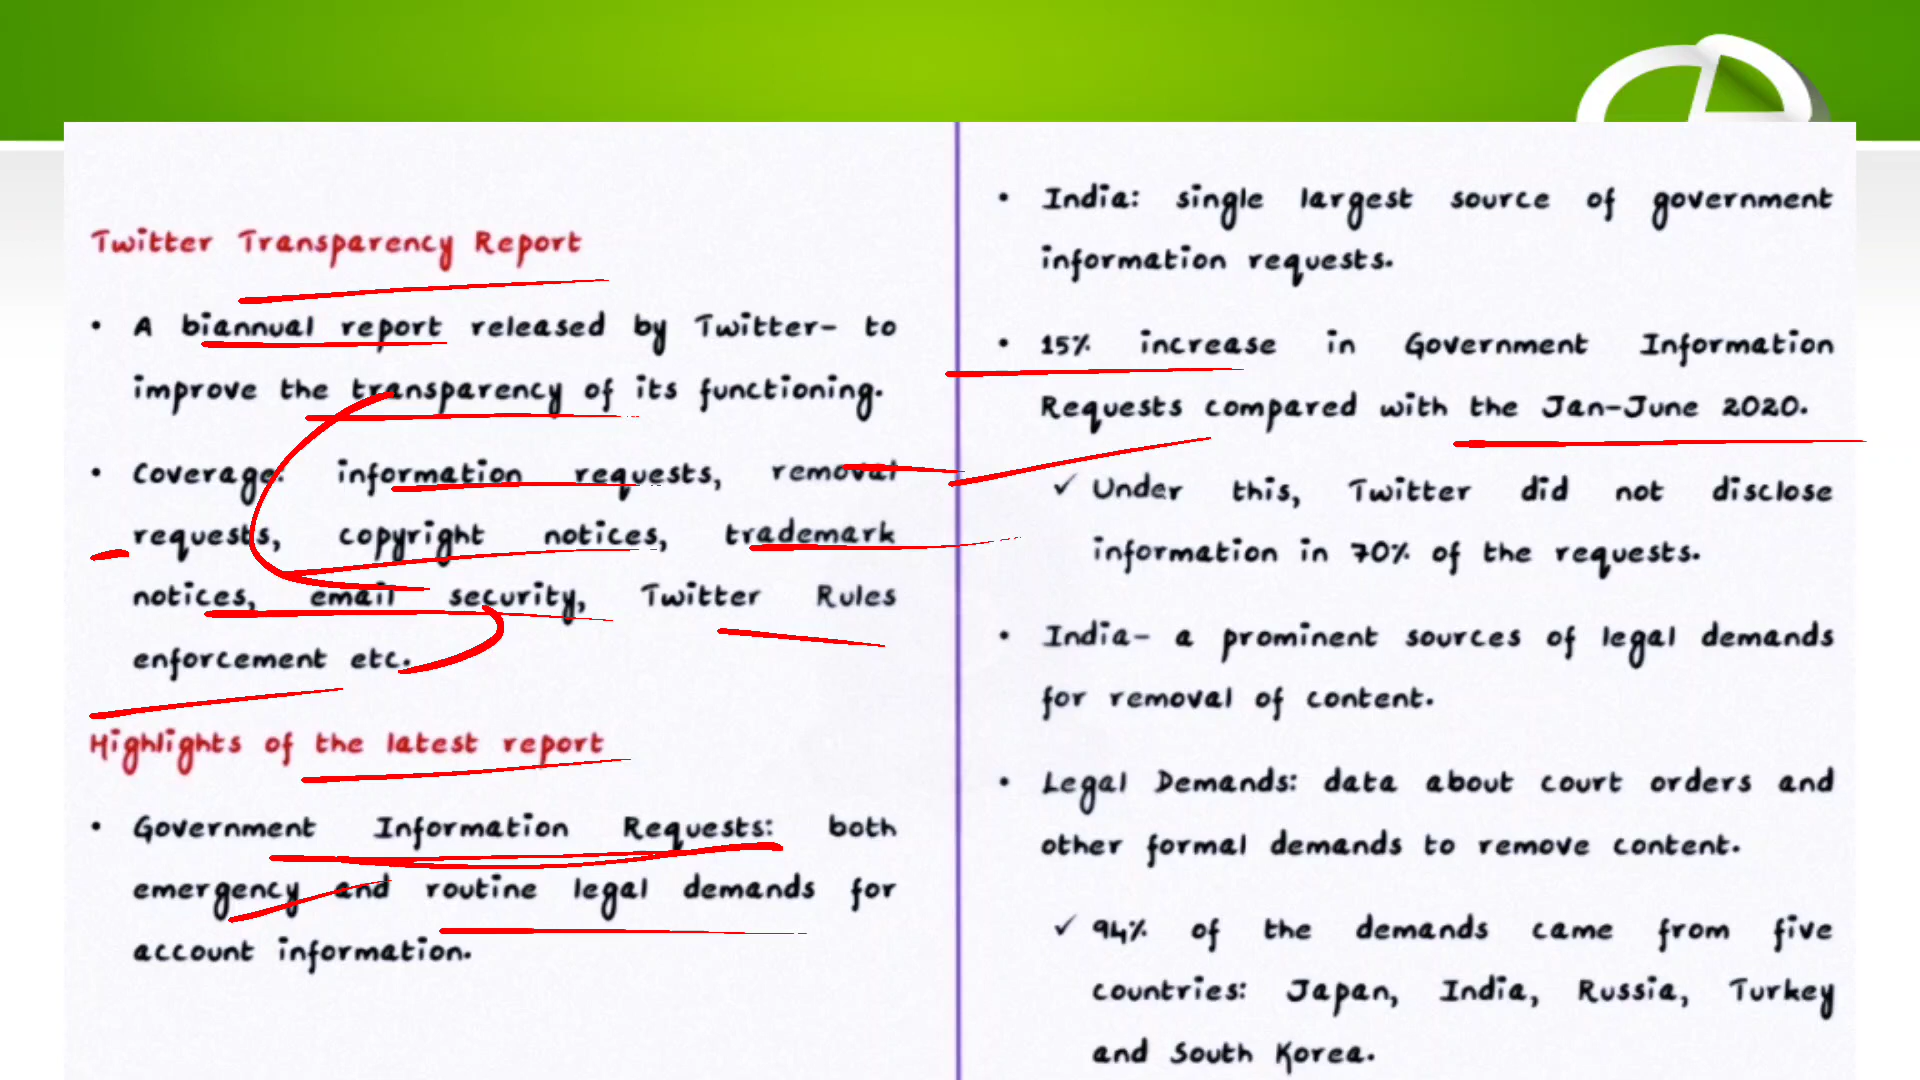 Twitter Transparency Report
• A biannual report released by Twitter- to
improve the transparency of its functioning.
• Coverage: information requests, removal
requests, copyright notices, trademark
notices, email security, Twitter Rules
enforcement etc.
Highlights of the latest report
• Government Information Requests: both
emergency and routine legal demands for
account information.
• India: single largest source of government
information requests.
• 15% increase in Government Information
Requests compared with the Jan-June 2020.
✓ Under this, Twitter did not disclose
information in 70% of the requests.
• India- a prominent sources of legal demands
for removal of content.
• Legal Demands: data about court orders and
other formal demands to remove content.
✓ 94% of the demands came from five
countries: Japan, India, Russia, Turkey
and South Korea.